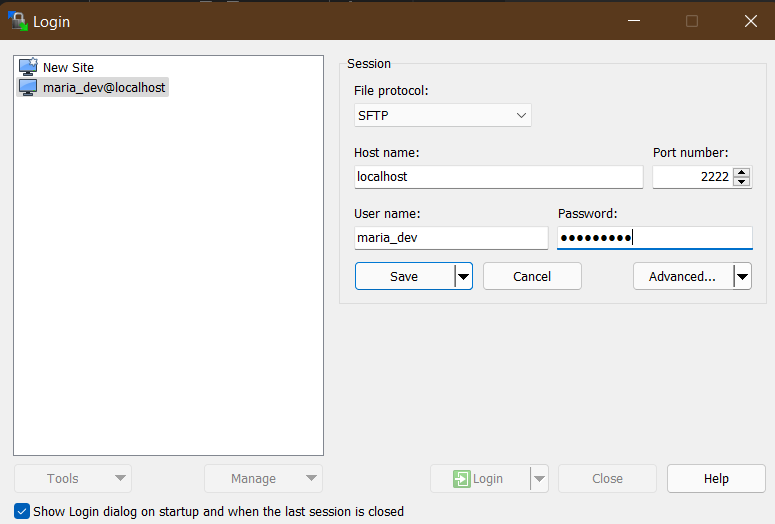 Login
New Site
maria_dev@localhost
Session
File protocol:
SFTP
Host name:
Port number:
localhost
2222
User name:
Password:
maria_dev
●●●●●●●●●
Save
Cancel
Advanced...
Tools
Manage
Login
Close
Help
Show Login dialog on startup and when the last session is closed